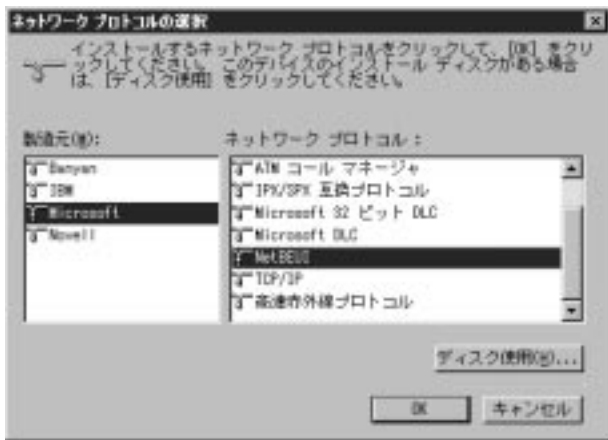 ネットワーク プロトコルの選択
インストールするネットワーク プロトコルをクリックして、[OK] をクリ
ックしてください。このデバイスのインストール ディスクがある場合
は、[ディスク使用] をクリックしてください。
製造元(M):
ネットワーク プロトコル:
Banyan
IBM
Microsoft
Novell
ATM コール マネージャ
IPX/SPX 互換プロトコル
Microsoft 32 ビット DLC
Microsoft DLC
NetBEUI
TCP/IP
高速赤外線プロトコル
ディスク使用(H)...
OK
キャンセル